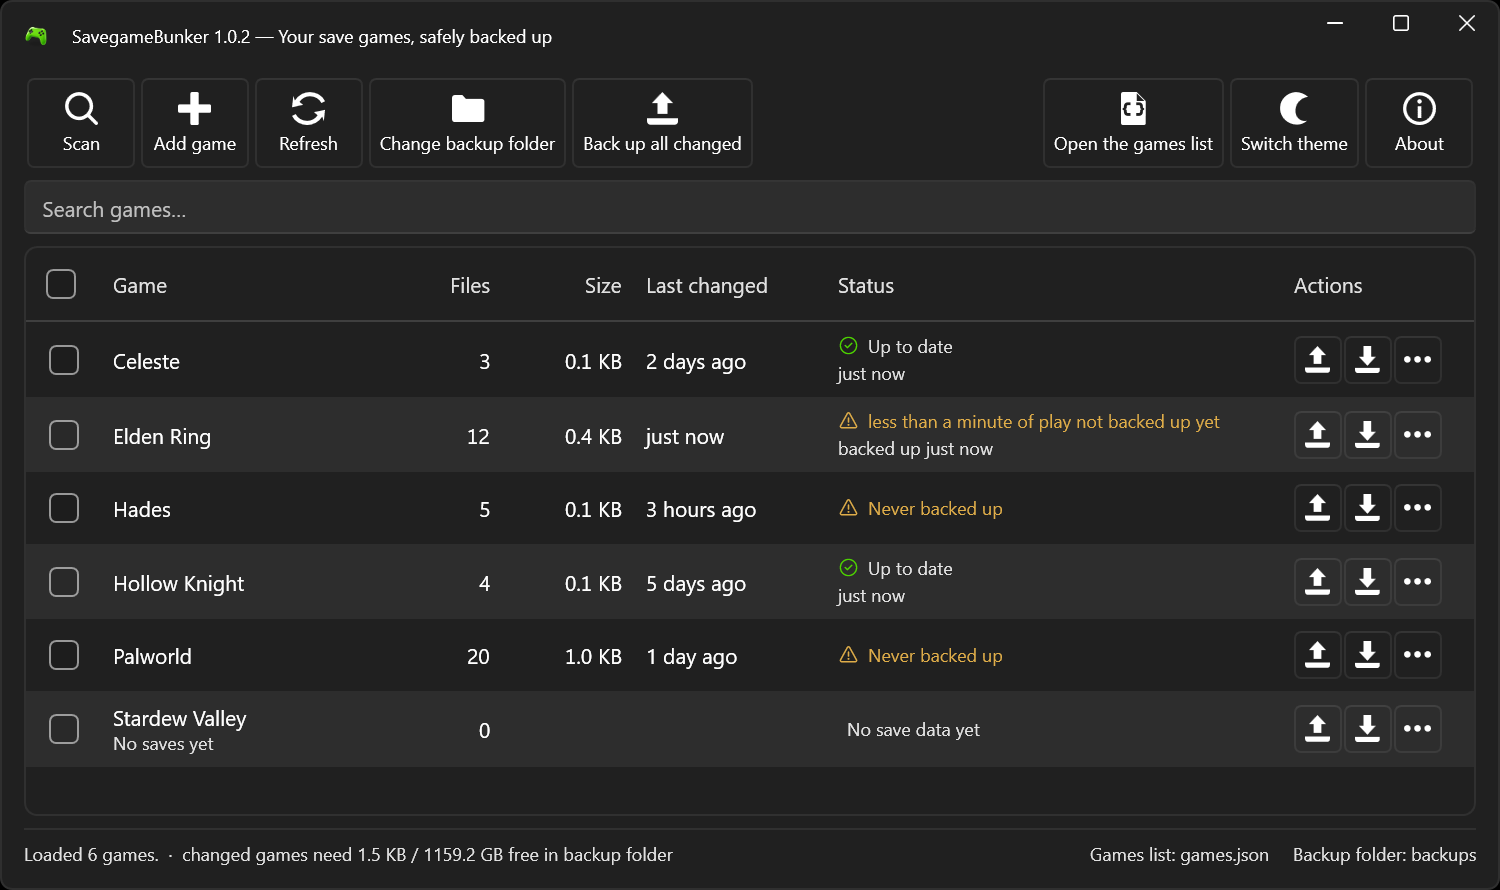 SavegameBunker 1.0.2 — Your save games, safely backed up
Scan
Add game
Refresh
Change backup folder
Back up all changed
Open the games list
Switch theme
About
Search games...
Game Files Size Last changed Status Actions
Celeste 3 0.1 KB 2 days ago Up to date
just now
Elden Ring 12 0.4 KB just now less than a minute of play not backed up yet
backed up just now
Hades 5 0.1 KB 3 hours ago Never backed up
Hollow Knight 4 0.1 KB 5 days ago Up to date
just now
Palworld 20 1.0 KB 1 day ago Never backed up
Stardew Valley 0 No save data yet
No saves yet
Loaded 6 games. · changed games need 1.5 KB / 1159.2 GB free in backup folder
Games list: games.json
Backup folder: backups